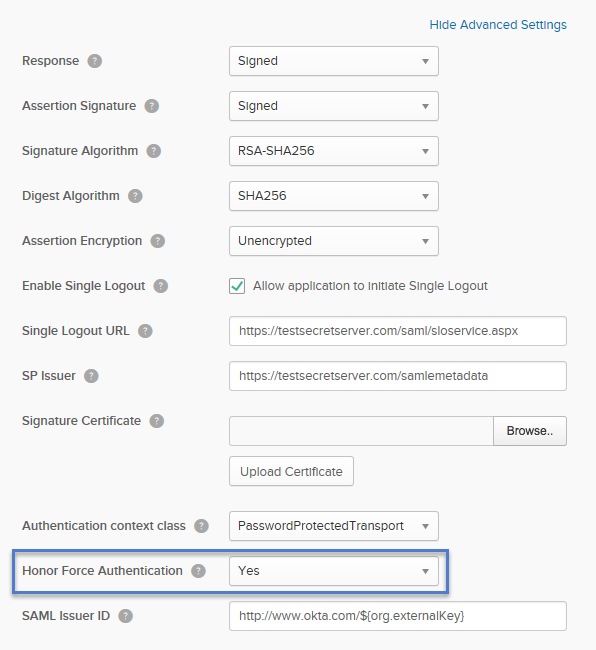 Hide Advanced Settings
Response ? Signed
Assertion Signature ? Signed
Signature Algorithm ? RSA-SHA256
Digest Algorithm ? SHA256
Assertion Encryption ? Unencrypted
Enable Single Logout ? Allow application to initiate Single Logout
Single Logout URL ? https://testsecretserver.com/saml/sloservice.aspx
SP Issuer ? https://testsecretserver.com/samlemetadata
Signature Certificate ? Browse..
Upload Certificate
Authentication context class ? PasswordProtectedTransport
Honor Force Authentication ? Yes
SAML Issuer ID ? http://www.okta.com/${org.externalKey}